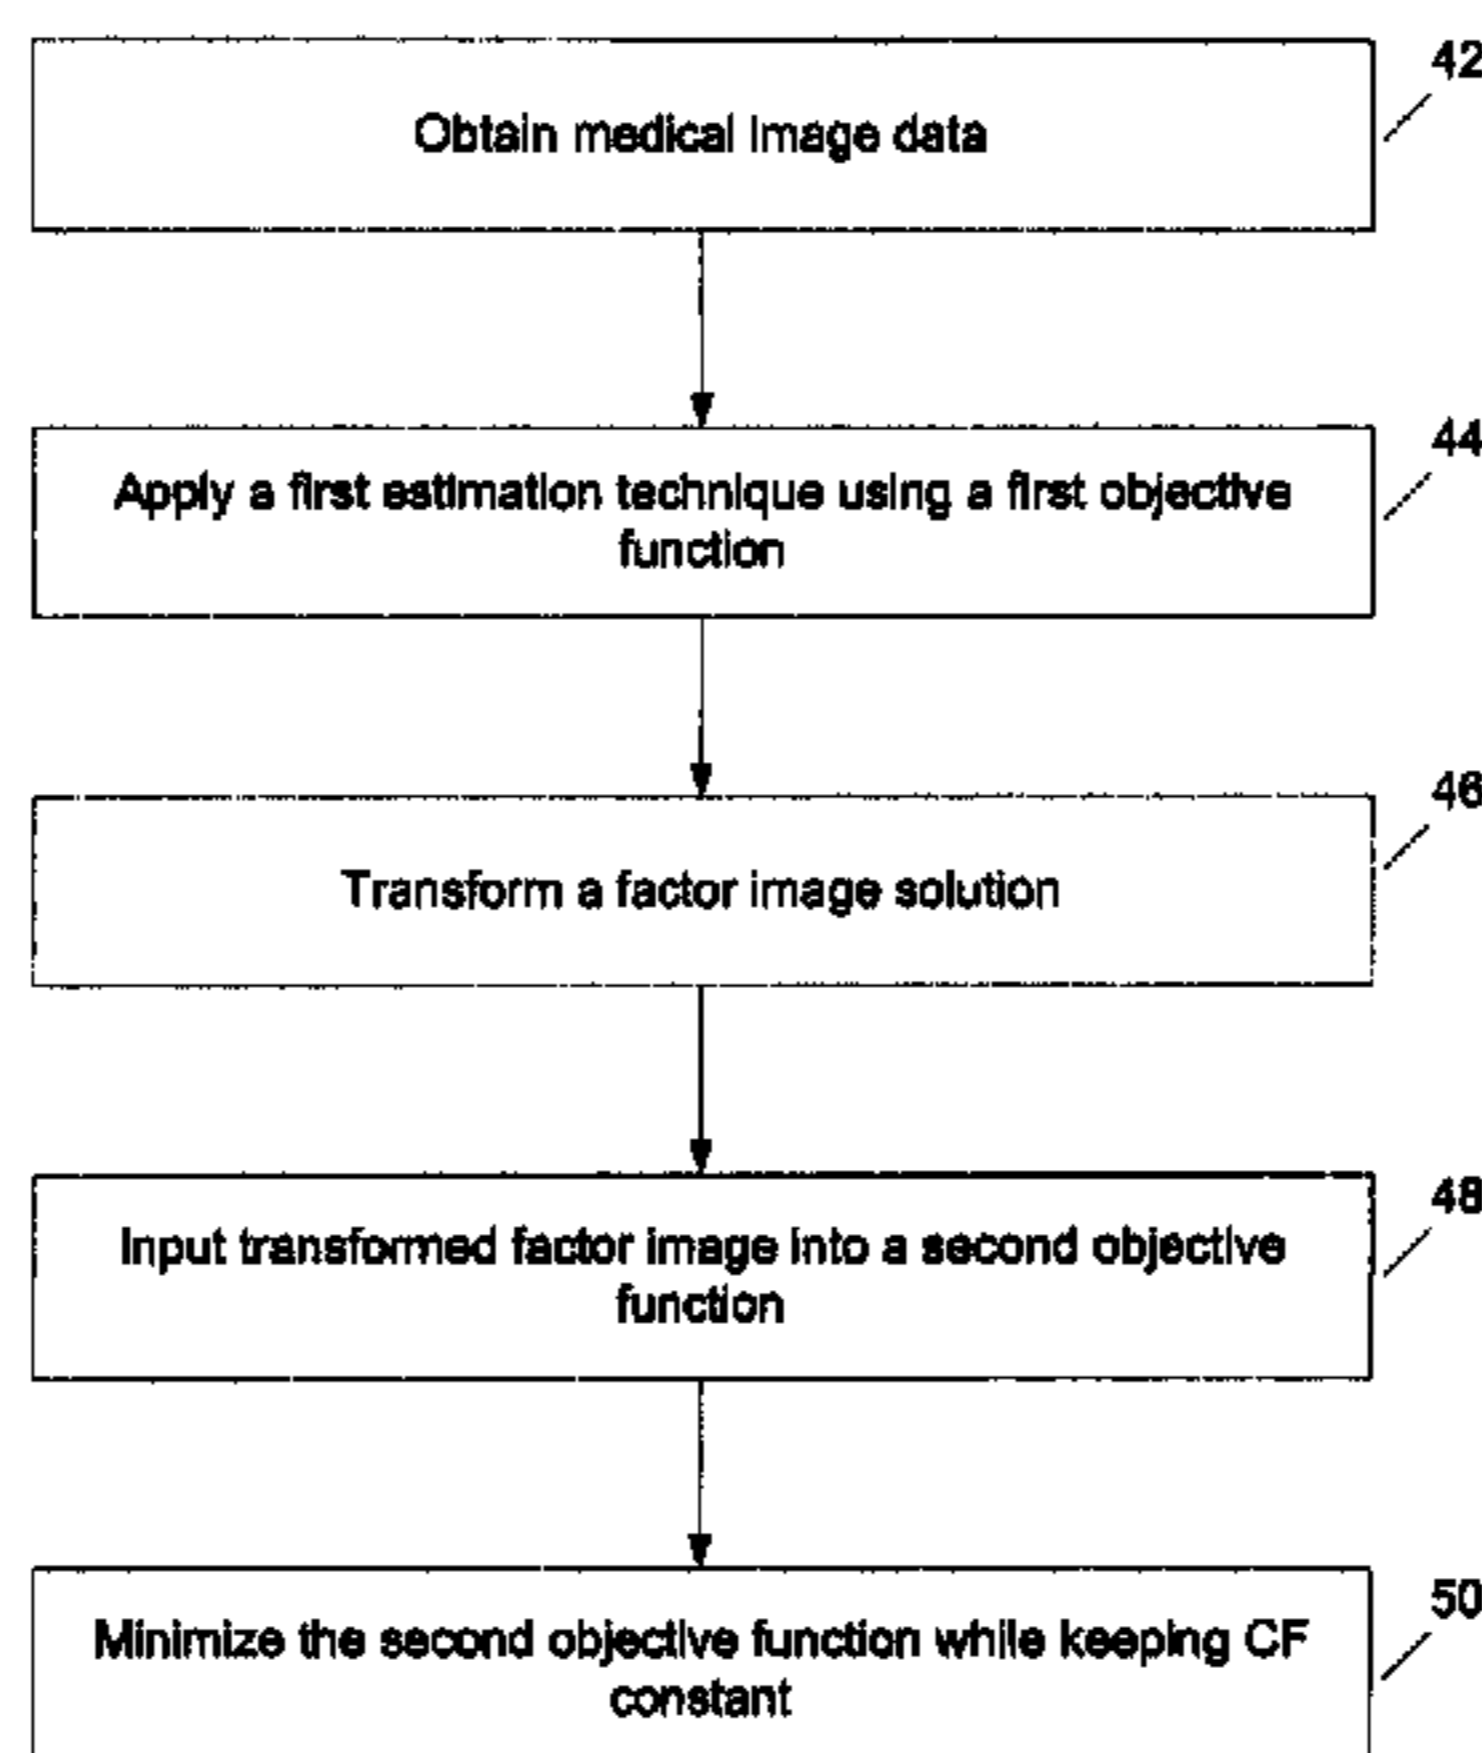 42
Obtain medical image data
44
Apply a first estimation technique using a first objective
function
46
Transform a factor image solution
48
Input transformed factor image into a second objective
function
50
Minimize the second objective function while keeping CF
constant